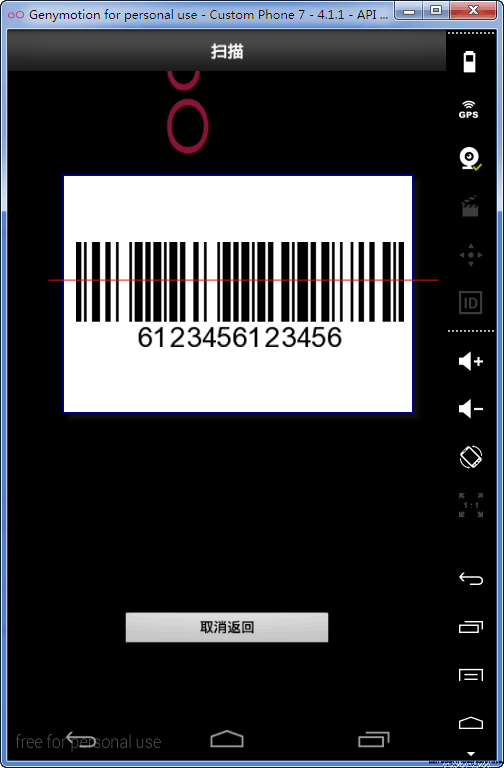 Genymotion for personal use - Custom Phone 7 - 4.1.1 - API ...
扫描
GPS
6123456123456
ID
1:1
取消返回
free for personal use